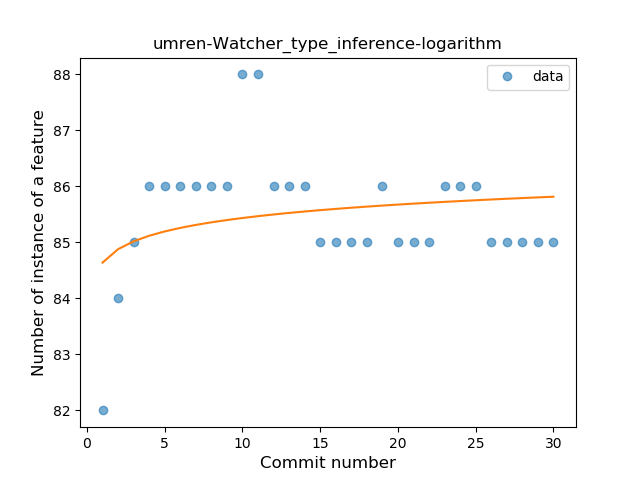 umren-Watcher_type_inference-logarithm
data
88
87
86
85
84
83
82
Number of instance of a feature
0 5 10 15 20 25 30
Commit number